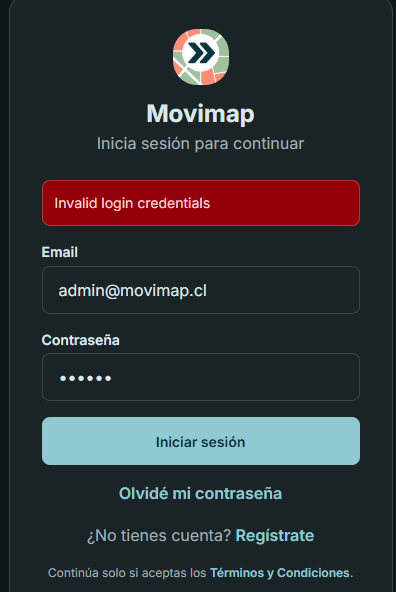 Movimap
Inicia sesión para continuar
Invalid login credentials
Email
admin@movimap.cl
Contraseña
••••••
Iniciar sesión
Olvidé mi contraseña
¿No tienes cuenta? Regístrate
Continúa solo si aceptas los Términos y Condiciones.